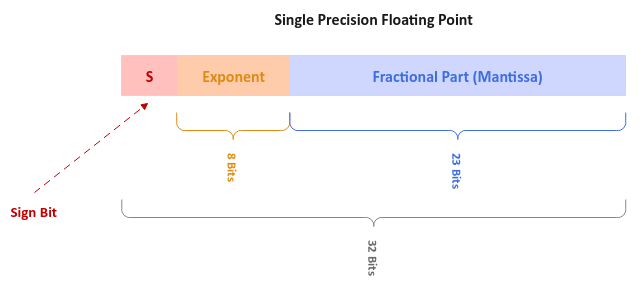 Single Precision Floating Point
S
Exponent
Fractional Part (Mantissa)
8 Bits
23 Bits
Sign Bit
32 Bits